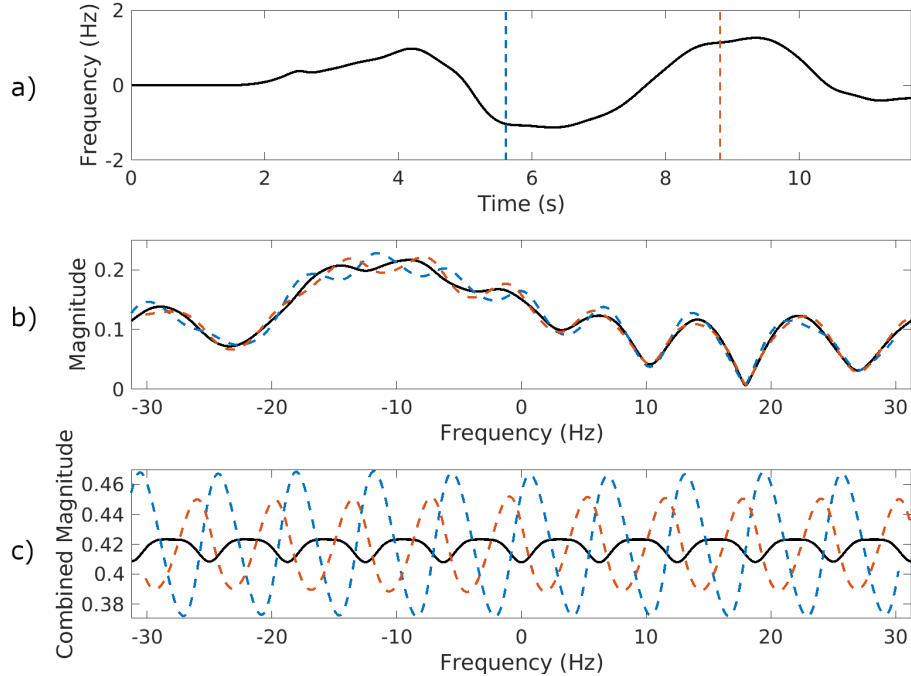 a)
Frequency (Hz)
2
0
-2
0 2 4 6 8 10
Time (s)
b)
Magnitude
0.2
0.1
0
-30 -20 -10 0 10 20 30
Frequency (Hz)
c)
Combined Magnitude
0.46
0.44
0.42
0.4
0.38
-30 -20 -10 0 10 20 30
Frequency (Hz)